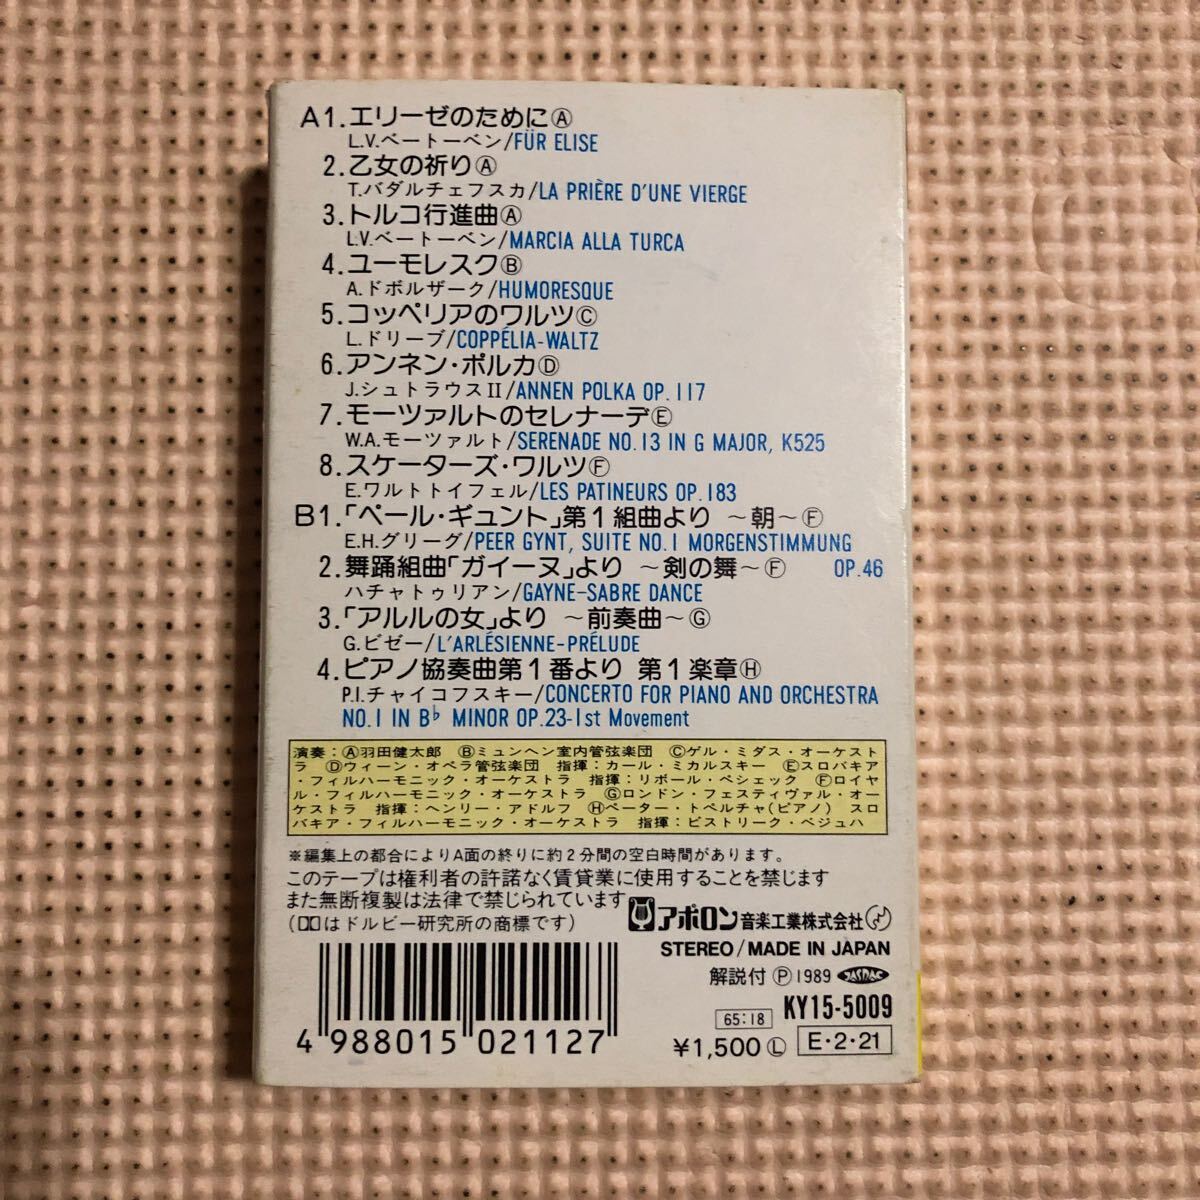 A1.エリーゼのためにⒶ
L.V.ベートーベン/FÜR ELISE
2.乙女の祈りⒶ
T.バダルチェフスカ/LA PRIÈRE D'UNE VIERGE
3.トルコ行進曲Ⓐ
L.V.ベートーベン/MARCIA ALLA TURCA
4.ユーモレスクⒷ
A.ドボルザーク/HUMORESQUE
5.コッペリアのワルツⒸ
L.ドリーブ/COPPÉLIA-WALTZ
6.アンネン・ポルカⒹ
J.シュトラウスII/ANNEN POLKA OP.117
7.モーツァルトのセレナーデⒺ
W.A.モーツァルト/SERENADE NO.13 IN G MAJOR, K525
8.スケーターズ・ワルツⒻ
E.ワルトトイフェル/LES PATINEURS OP.183
B1.「ペール・ギュント」第1組曲より ～朝～Ⓕ
E.H.グリーグ/PEER GYNT, SUITE NO.1 MORGENSTIMMUNG
OP.46
2.舞踊組曲「ガイーヌ」より ～剣の舞～Ⓕ
ハチャトゥリアン/GAYNE-SABRE DANCE
3.「アルルの女」より ～前奏曲～Ⓖ
G.ビゼー/L'ARLÉSIENNE-PRÉLUDE
4.ピアノ協奏曲第1番より 第1楽章Ⓗ
P.I.チャイコフスキー/CONCERTO FOR PIANO AND ORCHESTRA
NO.1 IN B♭ MINOR OP.23-1st Movement
演奏:Ⓐ羽田健太郎 Ⓑミュンヘン室内管弦楽団 Ⓒゲル・ミダス・オーケスト
ラ Ⓓウィーン・オペラ管弦楽団 指揮:カール・ミカルスキー Ⓔスロバキア
・フィルハーモニック・オーケストラ 指揮:リボール・ペシェック Ⓕロイヤ
ル・フィルハーモニック・オーケストラ Ⓖロンドン・フェスティヴァル・オー
ケストラ 指揮:ヘンリー・アドルフ Ⓗペーター・トペルチャ(ピアノ) スロ
バキア・フィルハーモニック・オーケストラ 指揮:ビストリーク・ベジュハ
※編集上の都合によりA面の終りに約2分間の空白時間があります。
このテープは権利者の許諾なく賃貸業に使用することを禁じます
また無断複製は法律で禁じられています
(はドルビー研究所の商標です)
アポロン音楽工業株式会社
STEREO/MADE IN JAPAN
解説付 Ⓟ1989 JASRAC
65:18 KY15-5009
¥1,500Ⓛ E・2・21
4 988015 021127